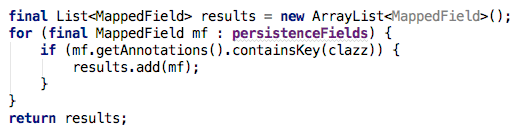 final List<MappedField> results = new ArrayList<MappedField>();
for (final MappedField mf : persistenceFields) {
    if (mf.getAnnotations().containsKey(clazz)) {
        results.add(mf);
    }
}
return results;